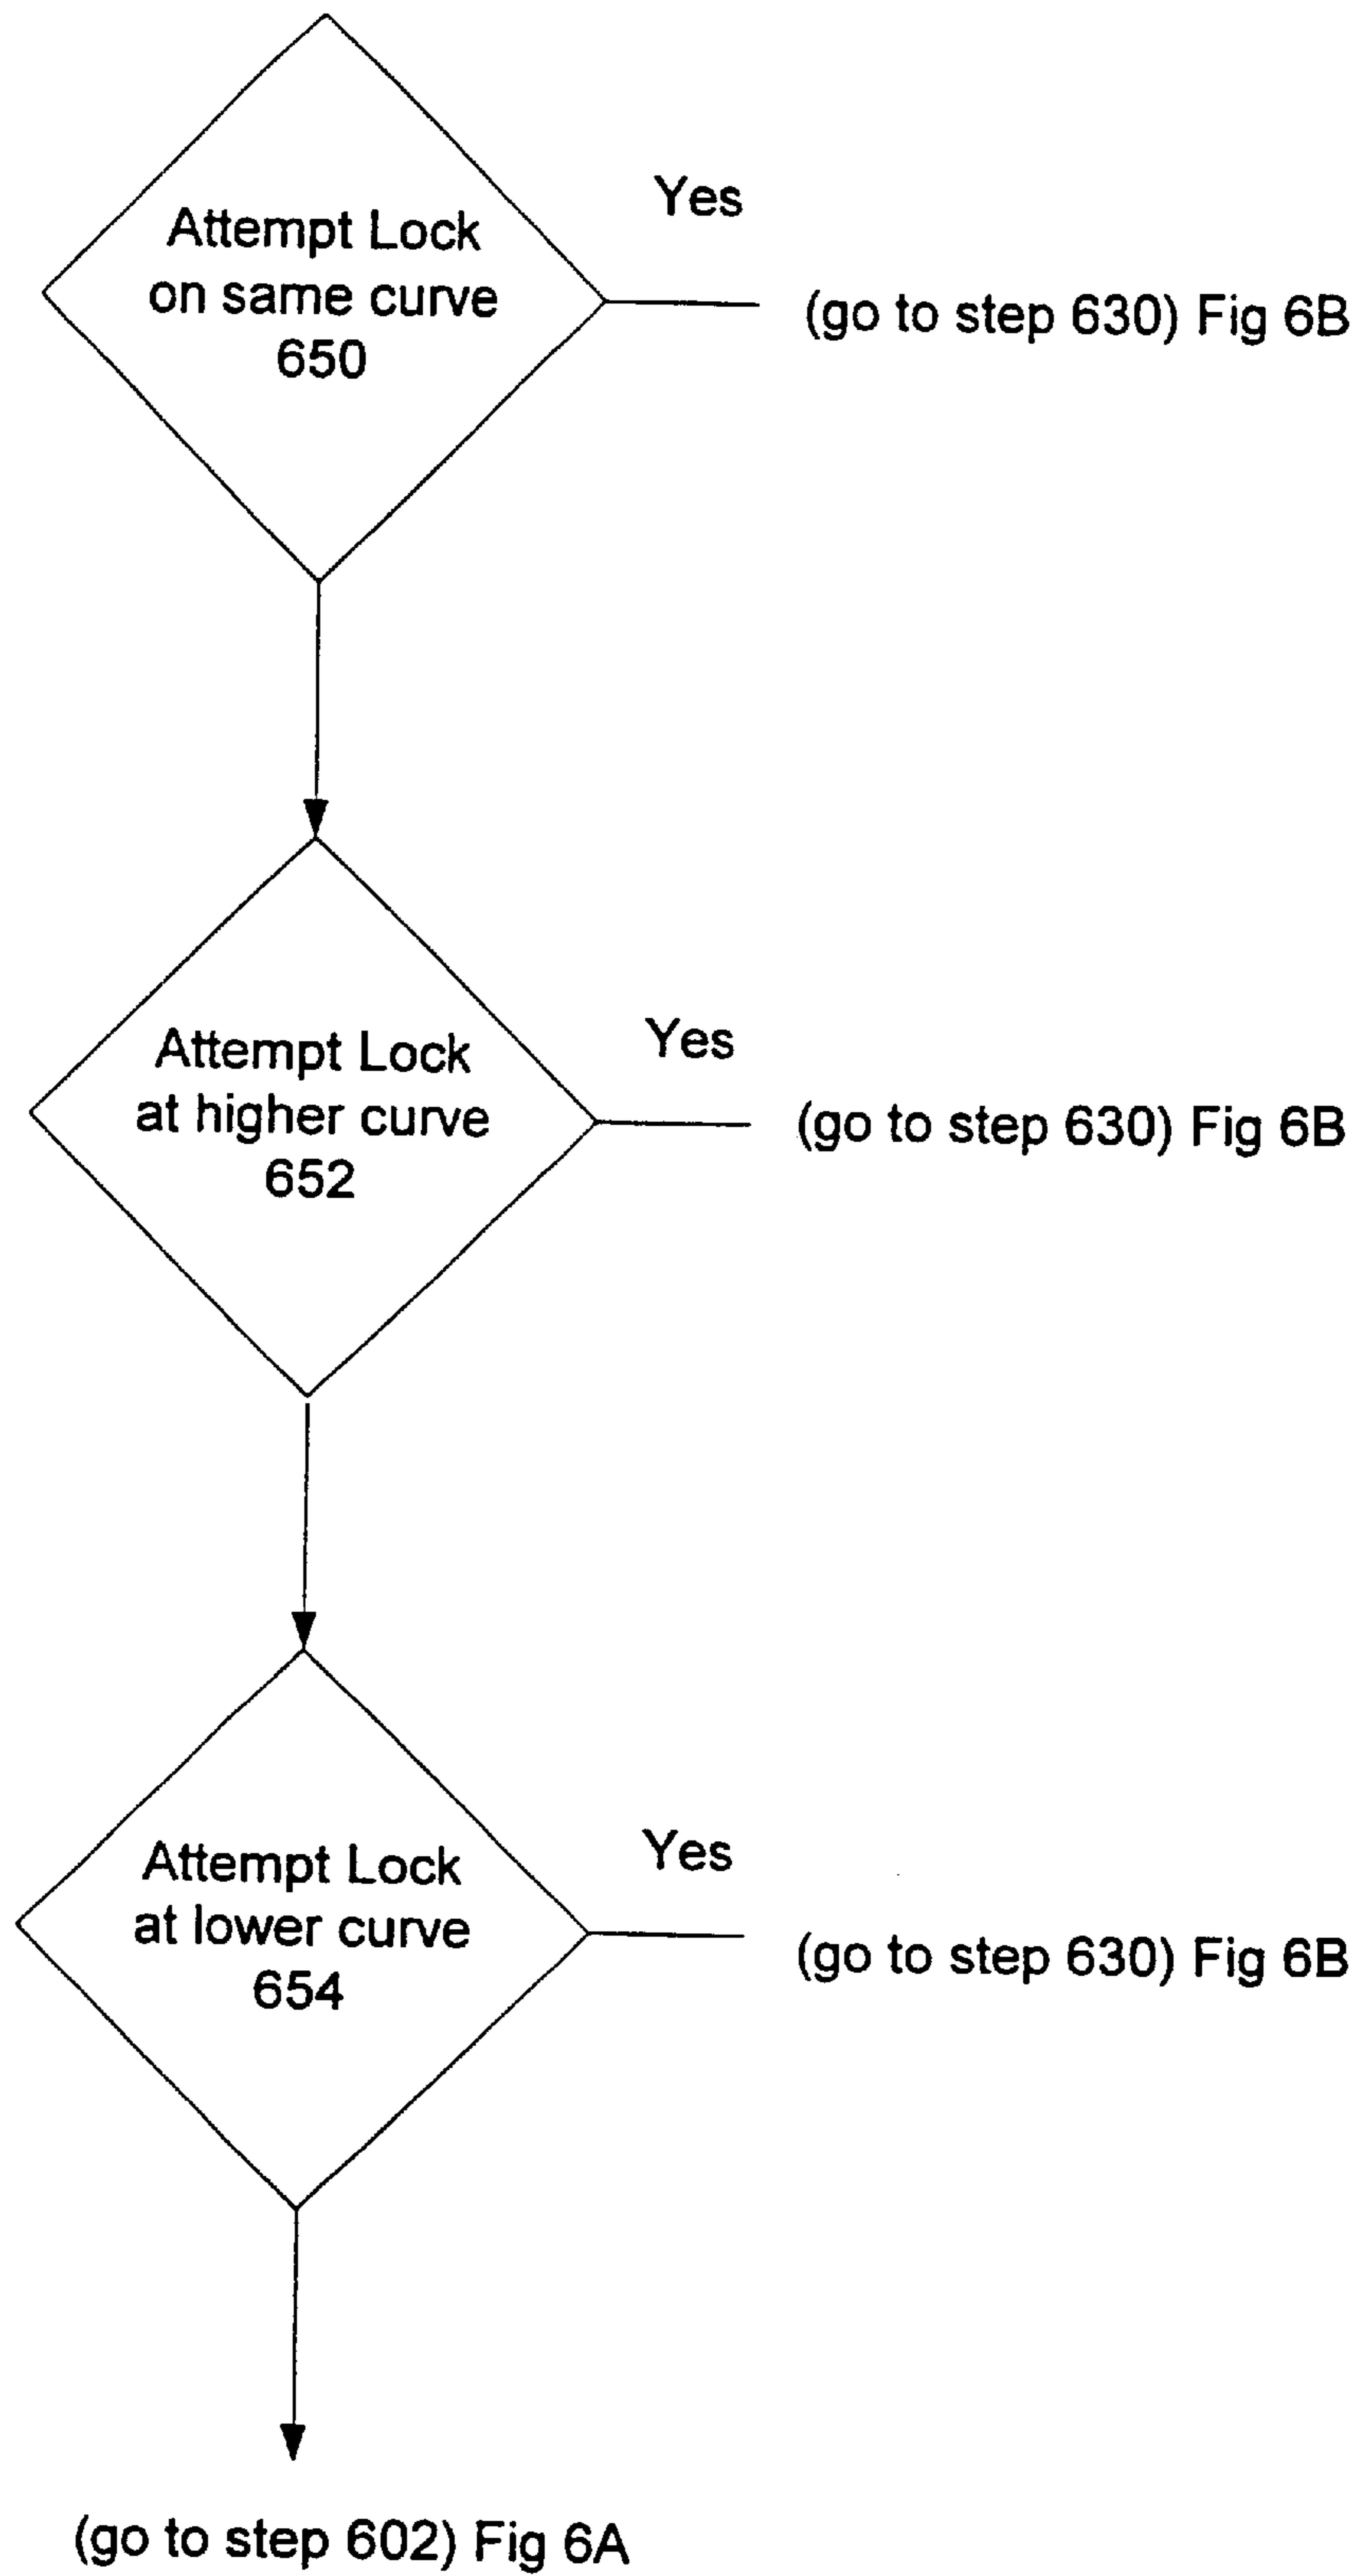 Attempt Lock
on same curve
650
Yes
(go to step 630) Fig 6B
Attempt Lock
at higher curve
652
Yes
(go to step 630) Fig 6B
Attempt Lock
at lower curve
654
Yes
(go to step 630) Fig 6B
(go to step 602) Fig 6A